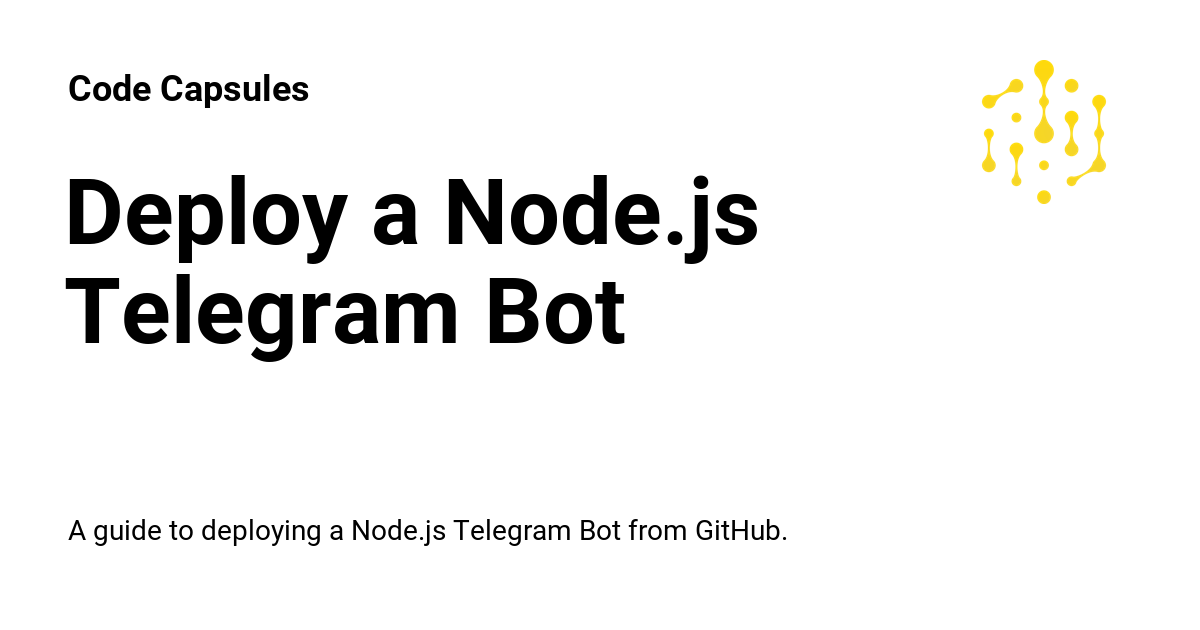 Code Capsules
Deploy a Node.js
Telegram Bot
A guide to deploying a Node.js Telegram Bot from GitHub.